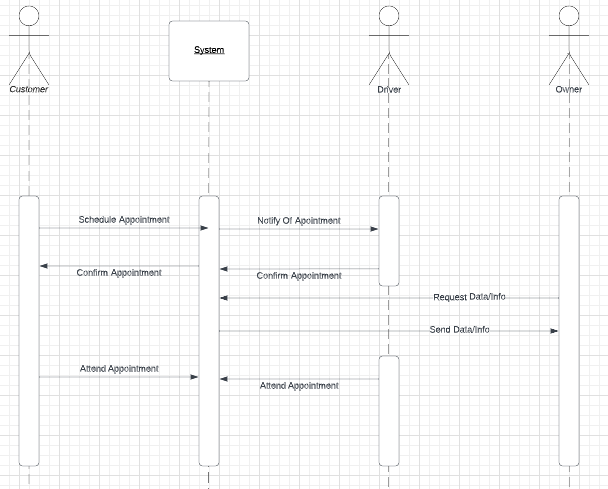 System
Customer
Driver
Owner
Schedule Appointment
Notify Of Apointment
Confirm Appointment
Confirm Appointment
Request Data/Info
Send Data/Info
Attend Appointment
Attend Appointment